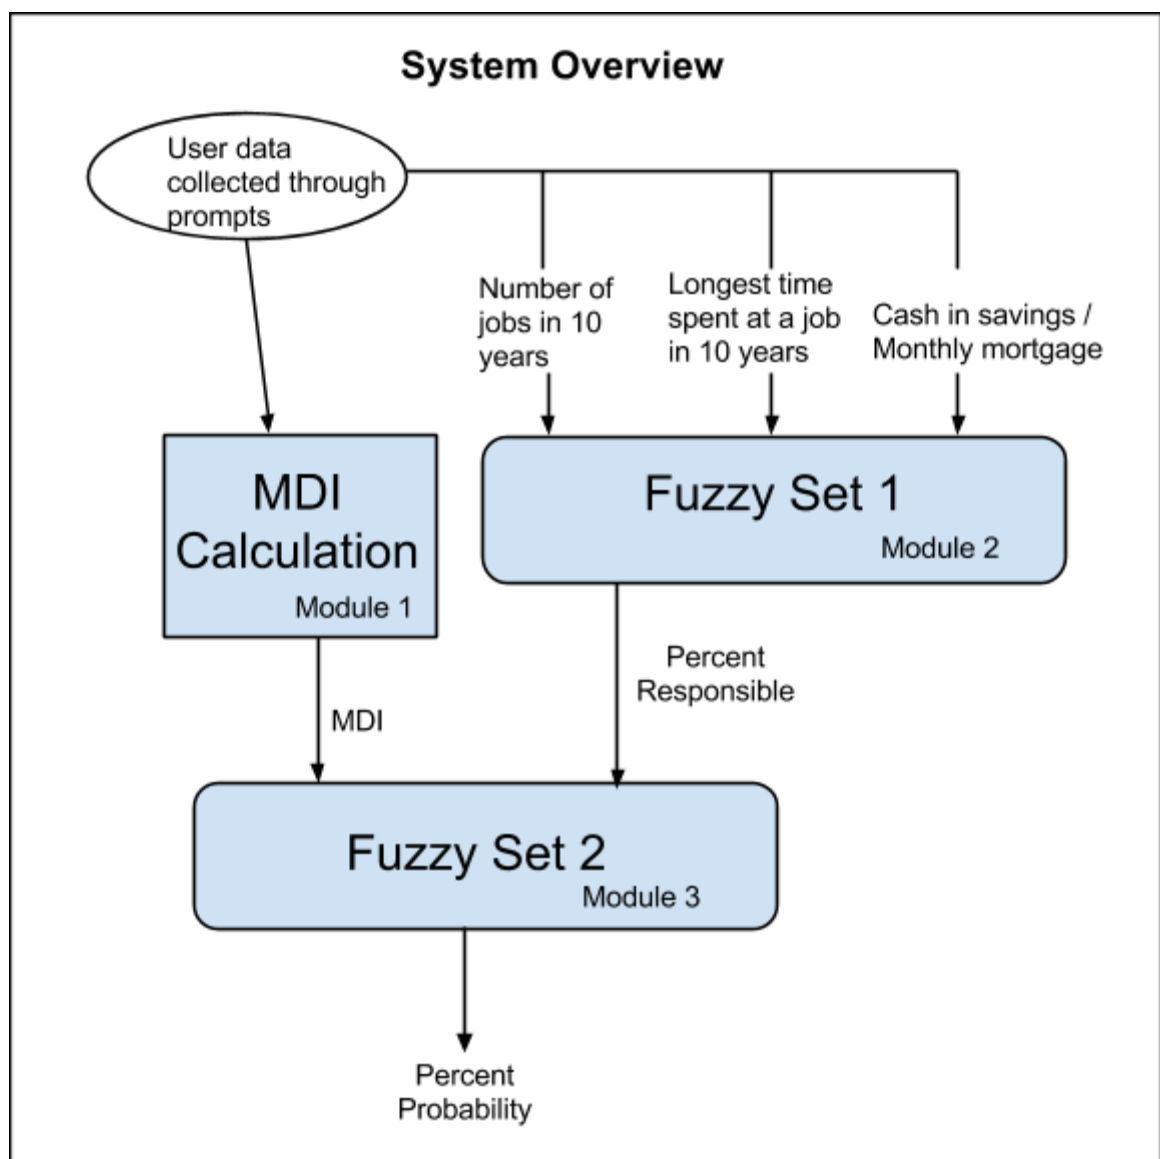 System Overview
User data
collected through
prompts
Number of
jobs in 10
years
Longest time
spent at a job
in 10 years
Cash in savings /
Monthly mortgage
MDI
Calculation
Module 1
Fuzzy Set 1
Module 2
MDI
Percent
Responsible
Fuzzy Set 2
Module 3
Percent
Probability